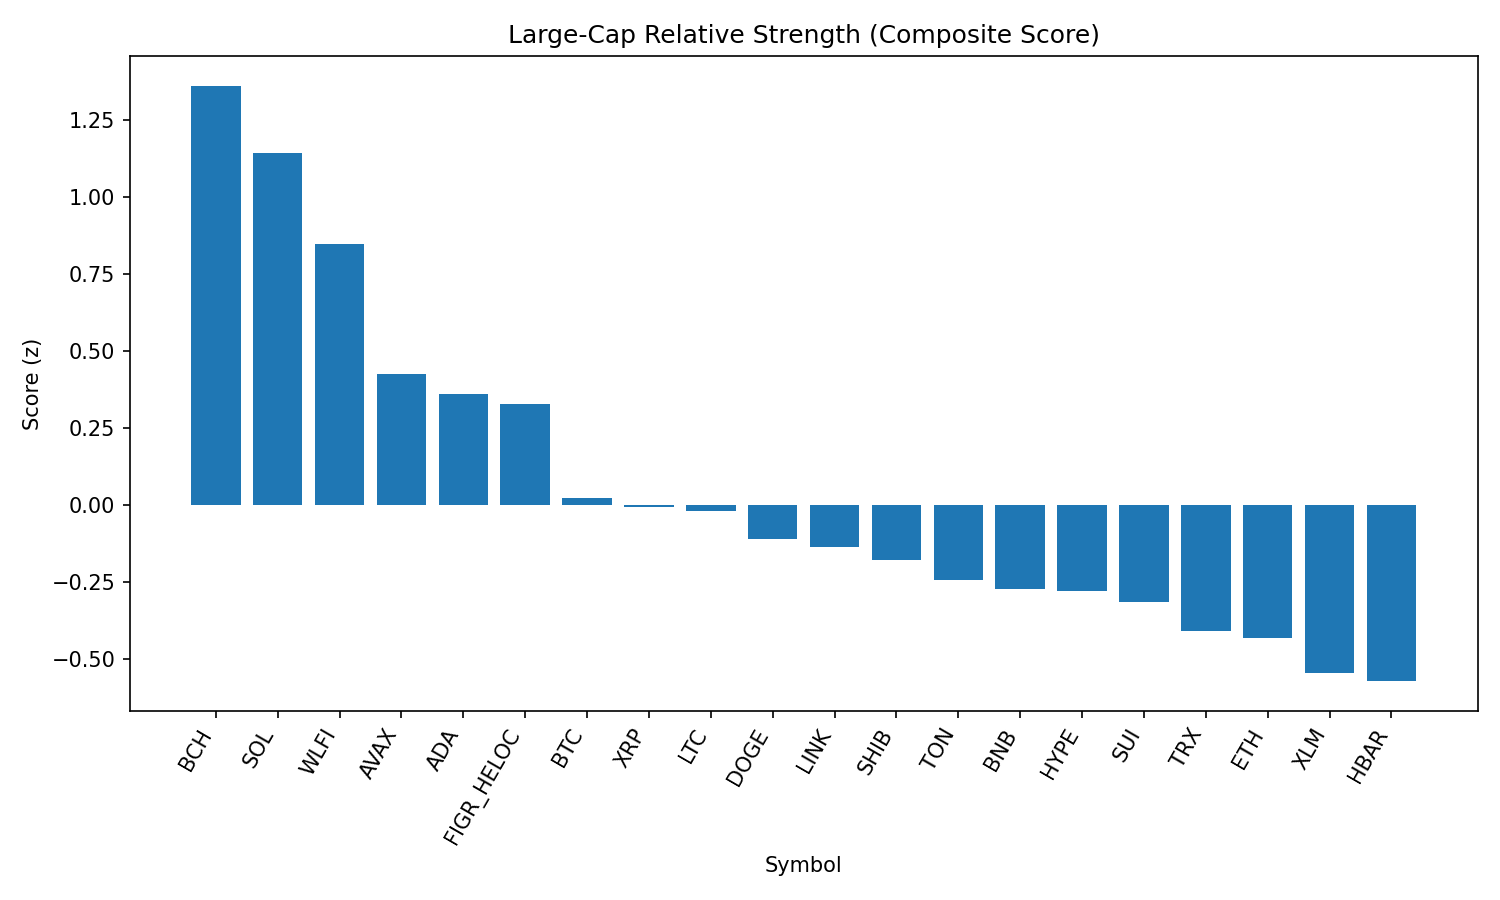 Large-Cap Relative Strength (Composite Score)
Score (z)
1.25
1.00
0.75
0.50
0.25
0.00
−0.25
−0.50
BCH
SOL
WLFI
AVAX
ADA
FIGR_HELOC
BTC
XRP
LTC
DOGE
LINK
SHIB
TON
BNB
HYPE
SUI
TRX
ETH
XLM
HBAR
Symbol